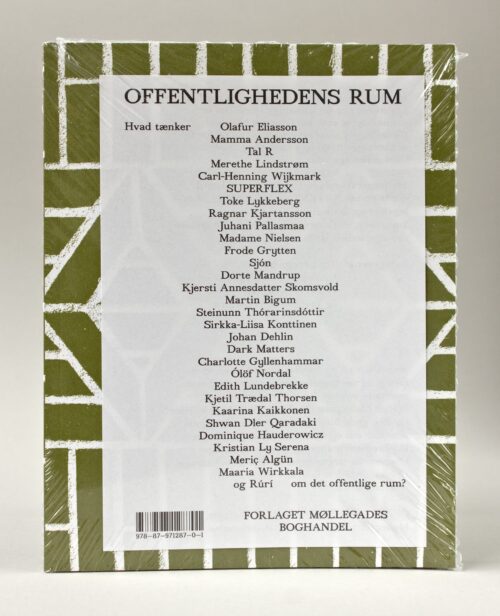 OFFENTLIGHEDENS RUM
Hvad tænker Olafur Eliasson
Mamma Andersson
Tal R
Merethe Lindstrøm
Carl-Henning Wijkmark
SUPERFLEX
Toke Lykkeberg
Ragnar Kjartansson
Juhani Pallasmaa
Madame Nielsen
Frode Grytten
Sjón
Dorte Mandrup
Kjersti Annesdatter Skomsvold
Martin Bigum
Steinunn Thórarinsdóttir
Sirkka-Liisa Konttinen
Johan Dehlin
Dark Matters
Charlotte Gyllenhammar
Ólöf Nordal
Edith Lundebrekke
Kjetil Trædal Thorsen
Kaarina Kaikkonen
Shwan Dler Qaradaki
Dominique Hauderowicz
Kristian Ly Serena
Meriç Algün
Maaria Wirkkala
og Rúrí om det offentlige rum?
FORLAGET MØLLEGADES
BOGHANDEL
978-87-971287-0-1